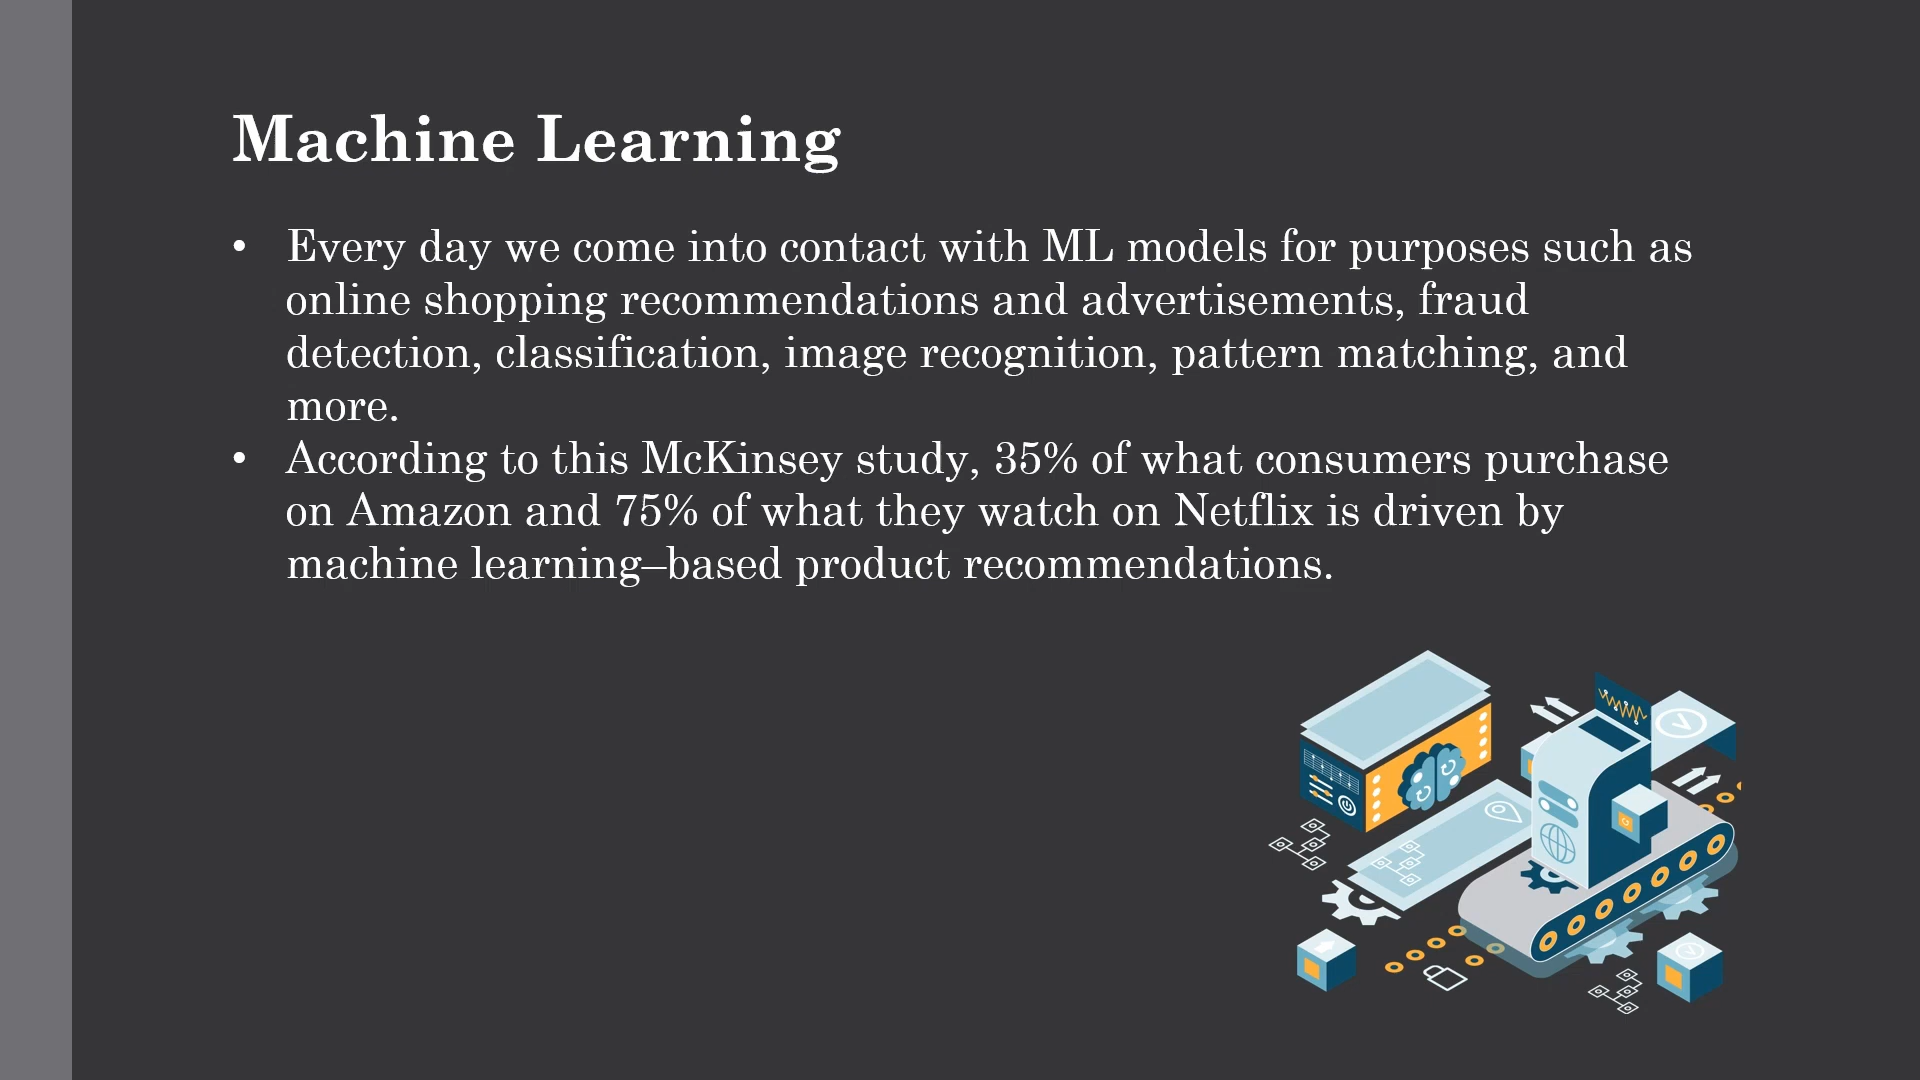 Machine Learning
• Every day we come into contact with ML models for purposes such as
online shopping recommendations and advertisements, fraud
detection, classification, image recognition, pattern matching, and
more.
• According to this McKinsey study, 35% of what consumers purchase
on Amazon and 75% of what they watch on Netflix is driven by
machine learning–based product recommendations.